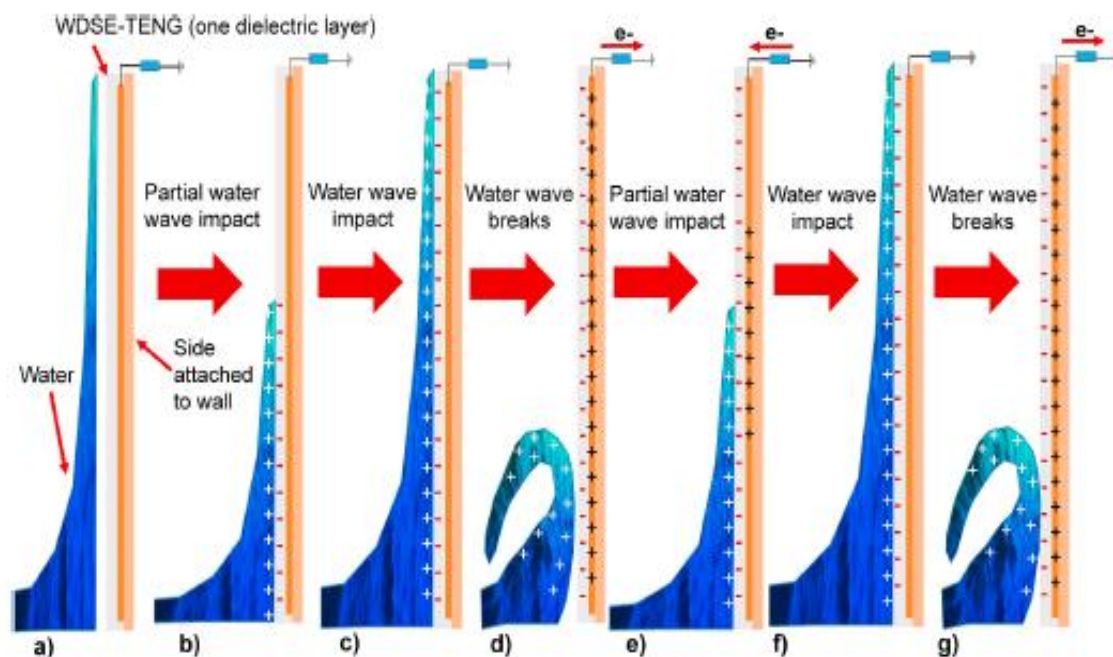 WDSE-TENG (one dielectric layer)
e-
e-
e-
Partial water
wave impact
Water wave
impact
Water wave
breaks
Partial water
wave impact
Water wave
impact
Water wave
breaks
Water
Side
attached
to wall
a)
b)
c)
d)
e)
f)
g)